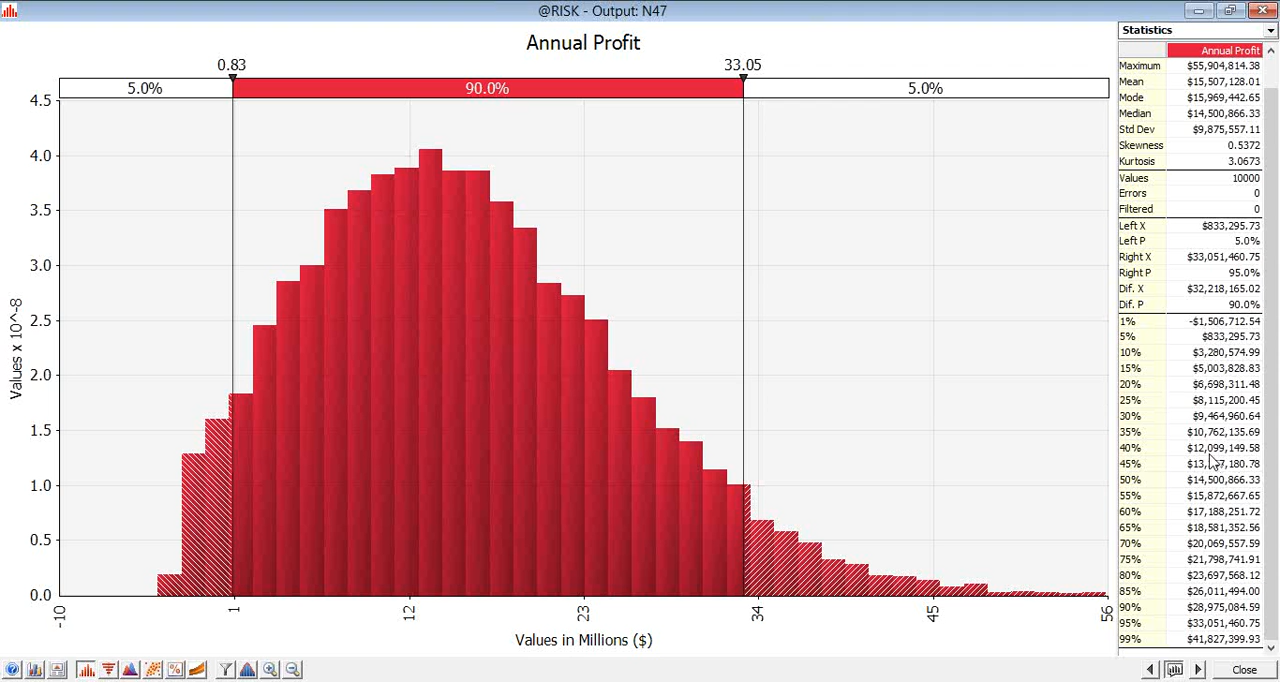 @RISK - Output: N47
Annual Profit
0.83 33.05
5.0% 90.0% 5.0%
4.5
4.0
3.5
3.0
2.5
2.0
1.5
1.0
0.5
0.0
Values x 10^-8
-10 1 12 23 34 45 56
Values in Millions ($)
Statistics
Annual Profit
Maximum $55,904,814.38
Mean $15,507,128.01
Mode $15,969,442.65
Median $14,500,866.33
Std Dev $9,875,557.11
Skewness 0.5372
Kurtosis 3.0673
Values 10000
Errors 0
Filtered 0
Left X $833,295.73
Left P 5.0%
Right X $33,051,460.75
Right P 95.0%
Dif. X $32,218,165.02
Dif. P 90.0%
1% -$1,506,712.54
5% $833,295.73
10% $3,280,574.99
15% $5,003,828.83
20% $6,698,311.48
25% $8,115,200.45
30% $9,464,960.64
35% $10,762,135.69
40% $12,099,149.58
45%
50% $14,500,866.33
55% $15,872,667.65
60% $17,188,251.72
65% $18,581,352.56
70% $20,069,557.59
75% $21,798,741.91
80% $23,697,568.12
85% $26,011,494.00
90% $28,975,084.59
95% $33,051,460.75
99% $41,827,399.93
Close